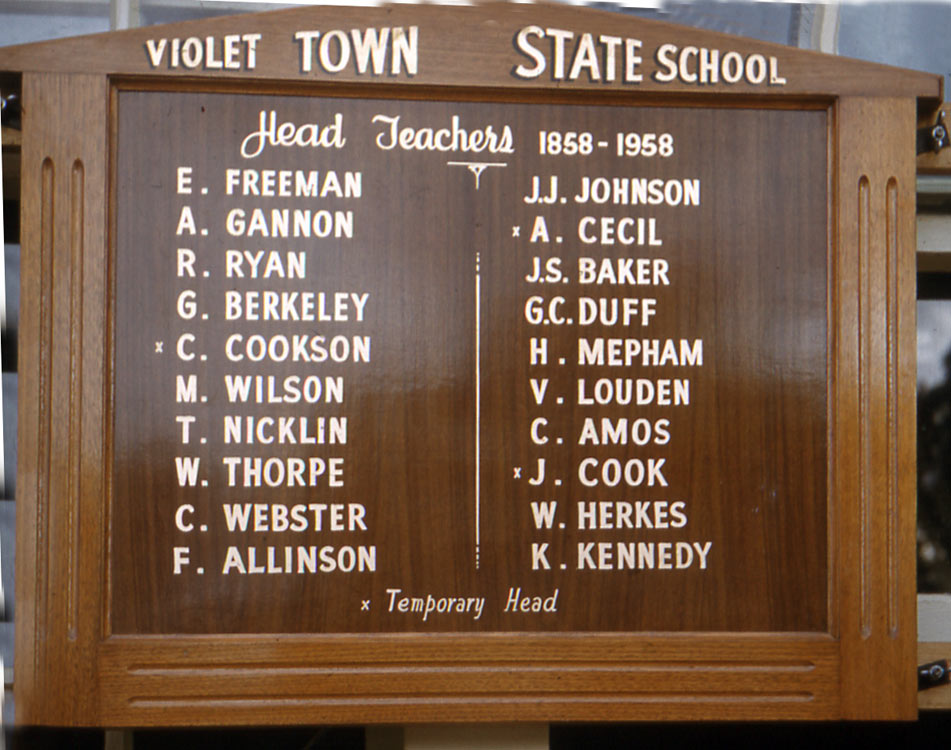 VIOLET TOWN STATE SCHOOL
Head Teachers 1858-1958
E. FREEMAN
A. GANNON
R. RYAN
G. BERKELEY
x C. COOKSON
M. WILSON
T. NICKLIN
W. THORPE
C. WEBSTER
F. ALLINSON
J.J. JOHNSON
x A. CECIL
J.S. BAKER
G.C. DUFF
H. MEPHAM
V. LOUDEN
C. AMOS
x J. COOK
W. HERKES
K. KENNEDY
x Temporary Head